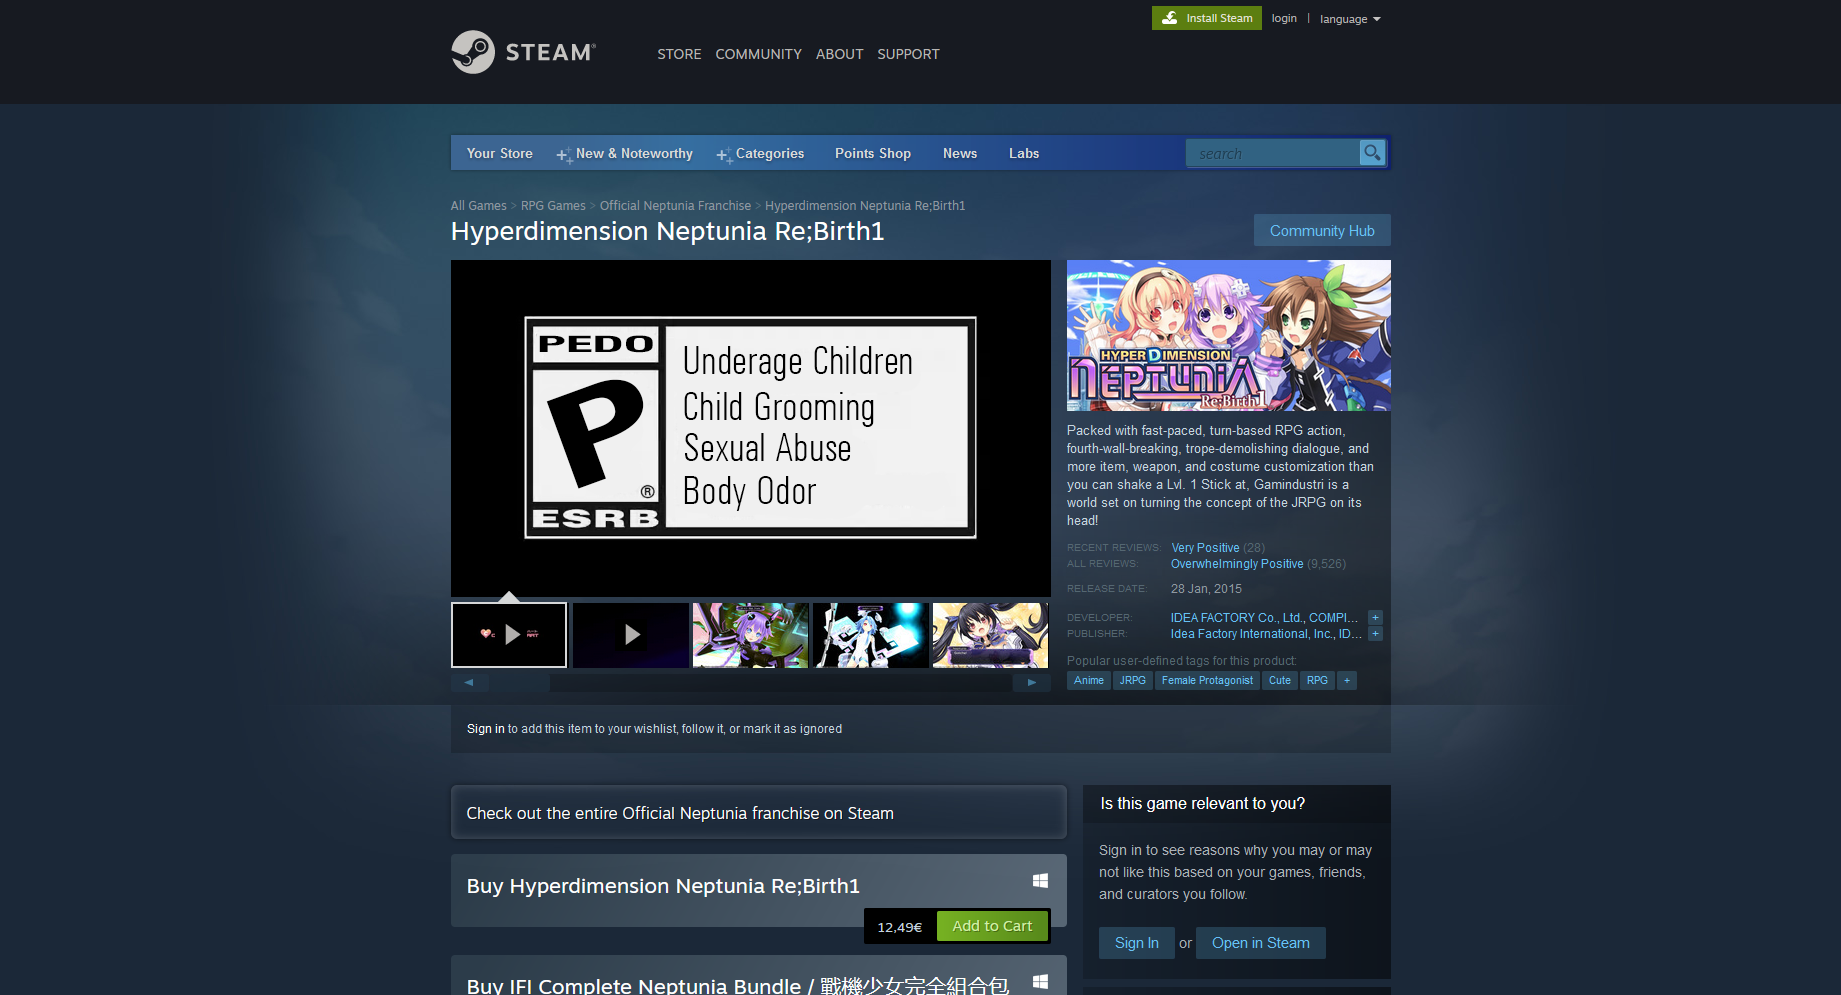 Install Steam login | language
STEAM®
STORE COMMUNITY ABOUT SUPPORT
Your Store New & Noteworthy Categories Points Shop News Labs search
All Games > RPG Games > Official Neptunia Franchise > Hyperdimension Neptunia Re;Birth1
Hyperdimension Neptunia Re;Birth1
Community Hub
PEDO
P
®
ESRB
Underage Children
Child Grooming
Sexual Abuse
Body Odor
HYPERDIMENSION
NEPTUNIA
Re;Birth1
Packed with fast-paced, turn-based RPG action,
fourth-wall-breaking, trope-demolishing dialogue, and
more item, weapon, and costume customization than
you can shake a Lvl. 1 Stick at, Gamindustri is a
world set on turning the concept of the JRPG on its
head!
RECENT REVIEWS: Very Positive (28)
ALL REVIEWS: Overwhelmingly Positive (9,526)
RELEASE DATE: 28 Jan, 2015
DEVELOPER: IDEA FACTORY Co., Ltd., COMPI... +
PUBLISHER: Idea Factory International, Inc., ID... +
Popular user-defined tags for this product:
Anime JRPG Female Protagonist Cute RPG +
Sign in to add this item to your wishlist, follow it, or mark it as ignored
Check out the entire Official Neptunia franchise on Steam
Buy Hyperdimension Neptunia Re;Birth1
12,49€ Add to Cart
Buy IFI Complete Neptunia Bundle / 戰機少女完全組合包
Is this game relevant to you?
Sign in to see reasons why you may or may
not like this based on your games, friends,
and curators you follow.
Sign In or Open in Steam